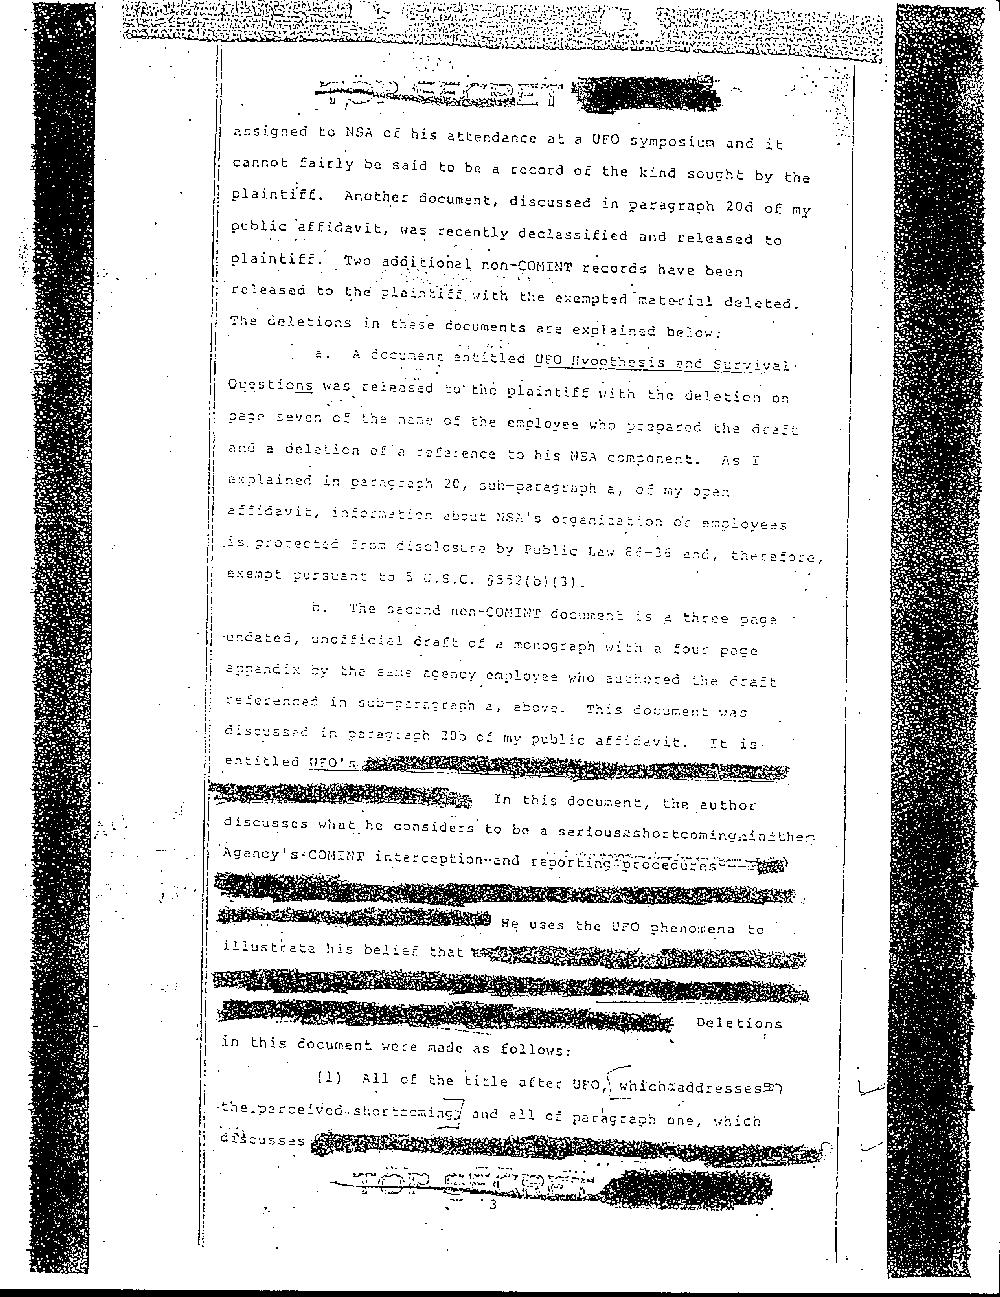 TOP SECRET
assigned to NSA of his attendance at a UFO symposium and it
cannot fairly be said to be a record of the kind sought by the
plaintiff. Another document, discussed in paragraph 20d of my
public affidavit, was recently declassified and released to
plaintiff. Two additional non-COMINT records have been
released to the plaintiff with the exempted material deleted.
The deletions in these documents are explained below:
a. A document entitled UFO Hypothesis and Survival
Questions was released to the plaintiff with the deletion on
page seven of the name of the employee who prepared the draft
and a deletion of a reference to his NSA component. As I
explained in paragraph 20, sub-paragraph a, of my open
affidavit, information about NSA's organization or employees
is protected from disclosure by Public Law 86-36 and, therefore,
exempt pursuant to 5 U.S.C. §552(b)(3).
b. The second non-COMINT document is a three page
undated, unofficial draft of a monograph with a four page
appendix by the same agency employee who authored the draft
referenced in sub-paragraph a, above. This document was
discussed in paragraph 20b of my public affidavit. It is
entitled UFO's
In this document, the author
discusses what he considers to be a serious shortcoming in the
Agency's COMINT interception and reporting procedures --
He uses the UFO phenomena to
illustrate his belief that
Deletions
in this document were made as follows:
(1) All of the title after UFO, which addresses
the perceived shortcoming, and all of paragraph one, which
discusses
TOP SECRET
3